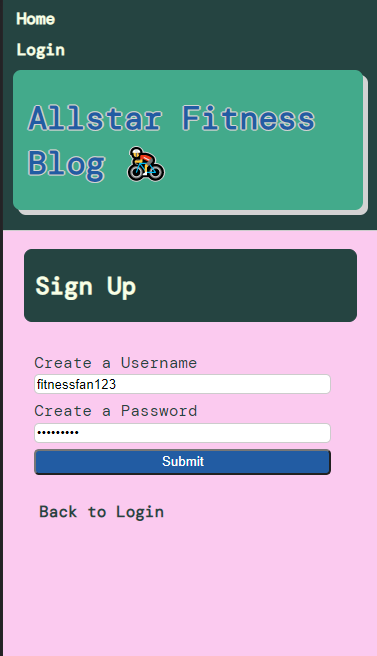 Home
Login
Allstar Fitness
Blog 🚴
Sign Up
Create a Username
fitnessfan123
Create a Password
•••••••••
Submit
Back to Login